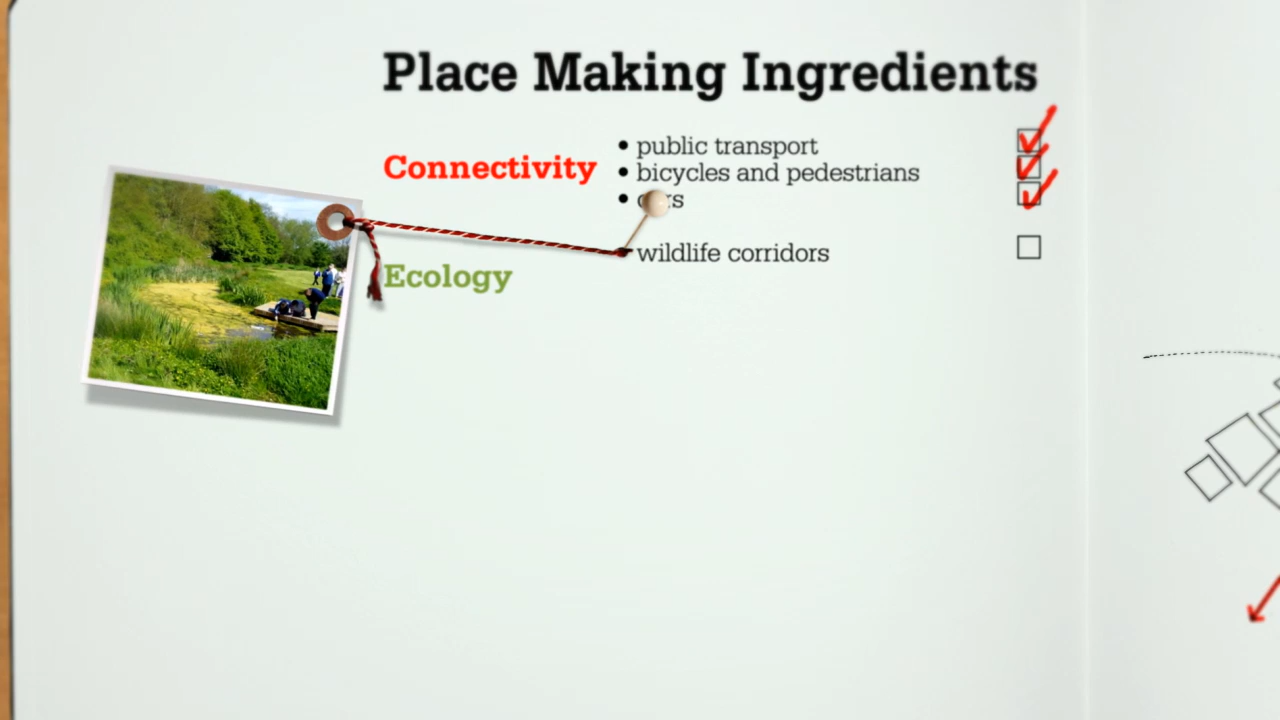 Place Making Ingredients
Connectivity
• public transport
• bicycles and pedestrians
•
wildlife corridors
Ecology